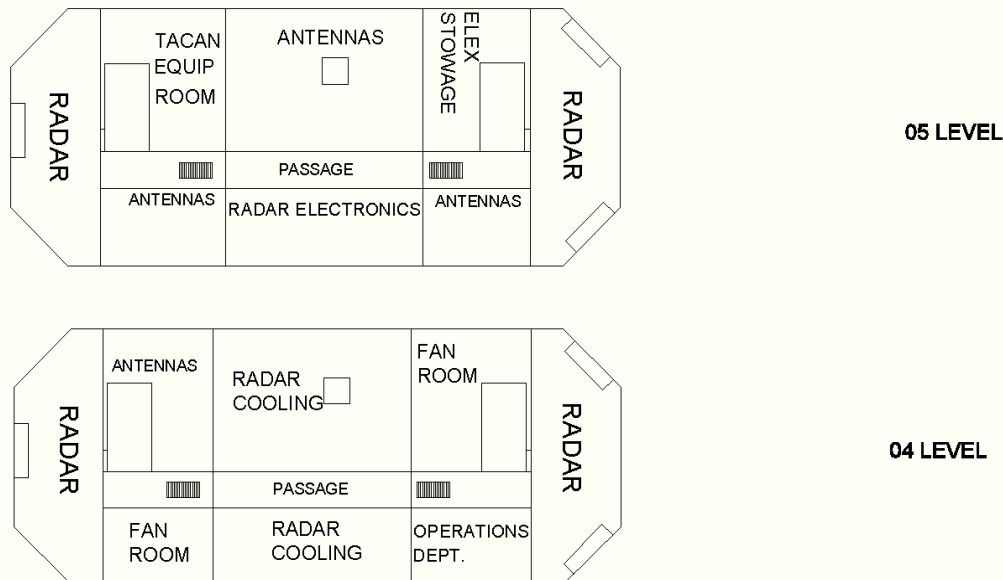 TACAN
EQUIP
ROOM
ANTENNAS
ELEX
STOWAGE
RADAR
RADAR
05 LEVEL
PASSAGE
ANTENNAS
RADAR ELECTRONICS
ANTENNAS
ANTENNAS
RADAR
COOLING
FAN
ROOM
RADAR
RADAR
04 LEVEL
PASSAGE
FAN
ROOM
RADAR
COOLING
OPERATIONS
DEPT.